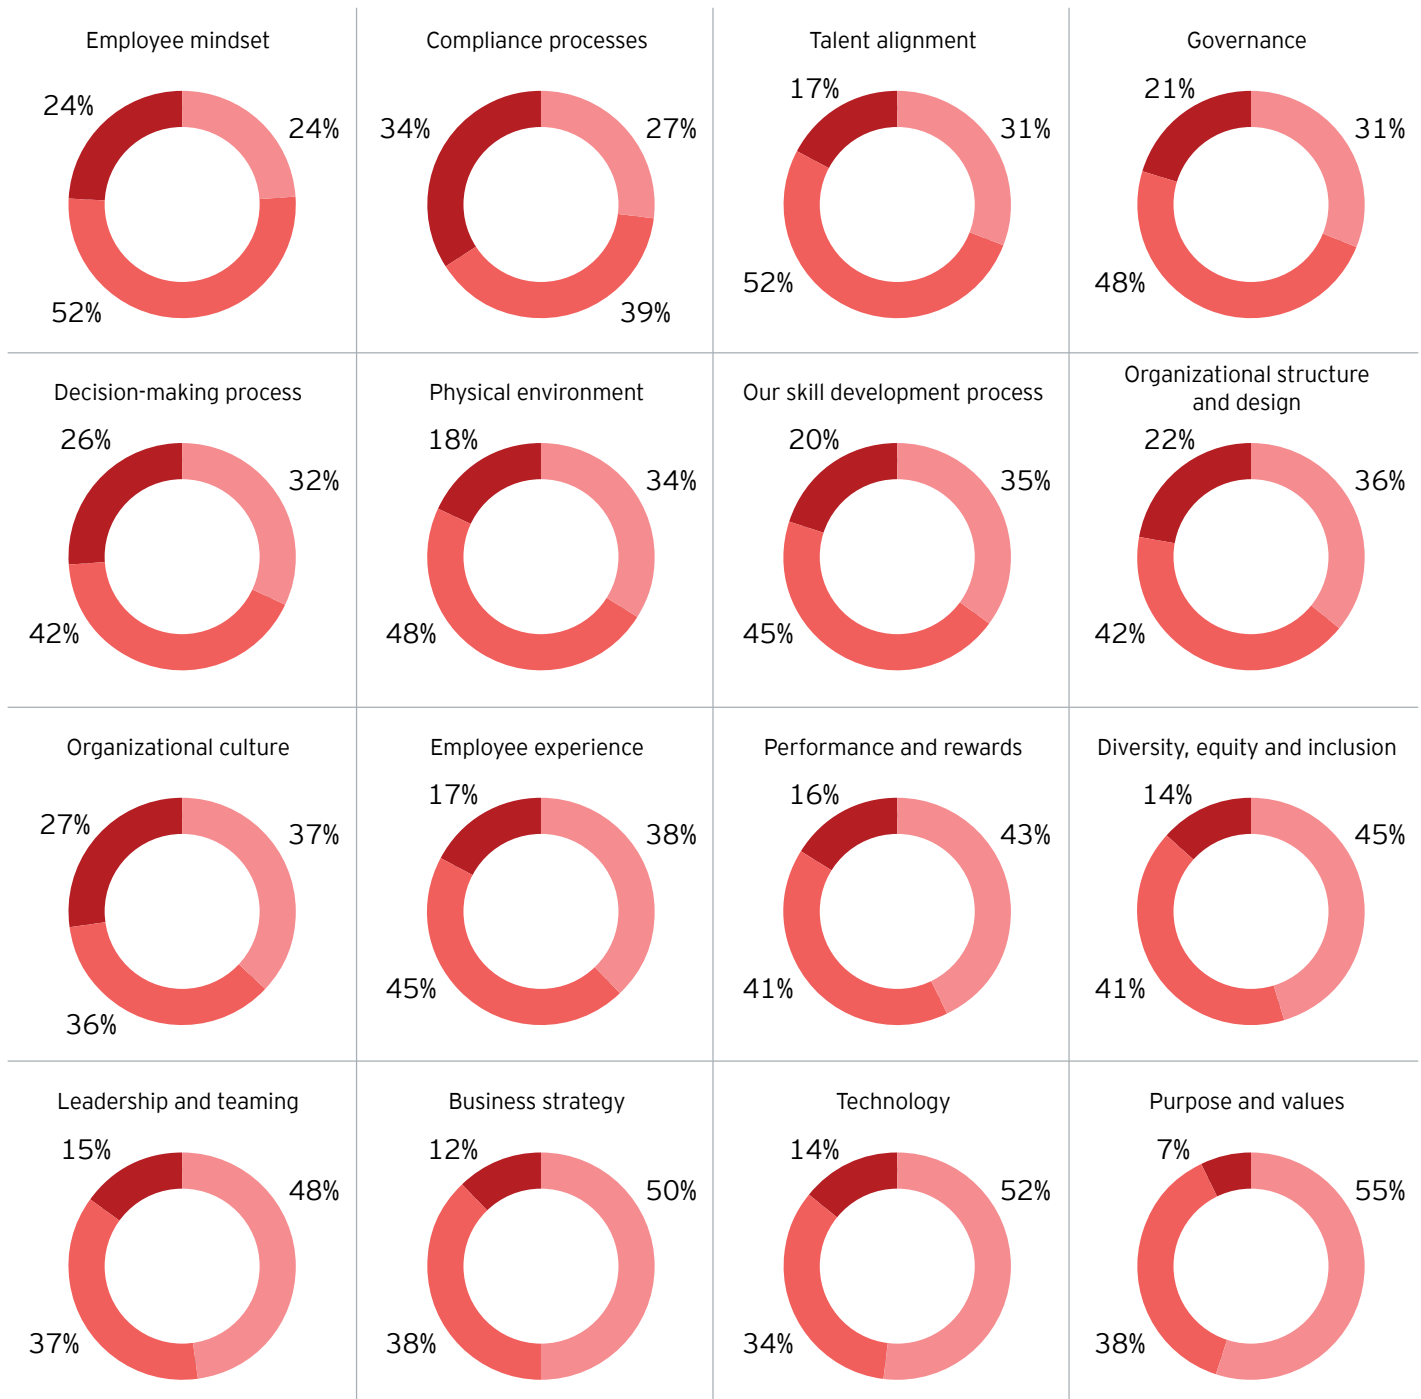 Employee mindset
24%
24%
52%
Compliance processes
34%
27%
39%
Talent alignment
17%
31%
52%
Governance
21%
31%
48%
Decision-making process
26%
32%
42%
Physical environment
18%
34%
48%
Our skill development process
20%
35%
45%
Organizational structure
and design
22%
36%
42%
Organizational culture
27%
37%
36%
Employee experience
17%
38%
45%
Performance and rewards
16%
43%
41%
Diversity, equity and inclusion
14%
45%
41%
Leadership and teaming
15%
48%
37%
Business strategy
12%
50%
38%
Technology
14%
52%
34%
Purpose and values
7%
55%
38%